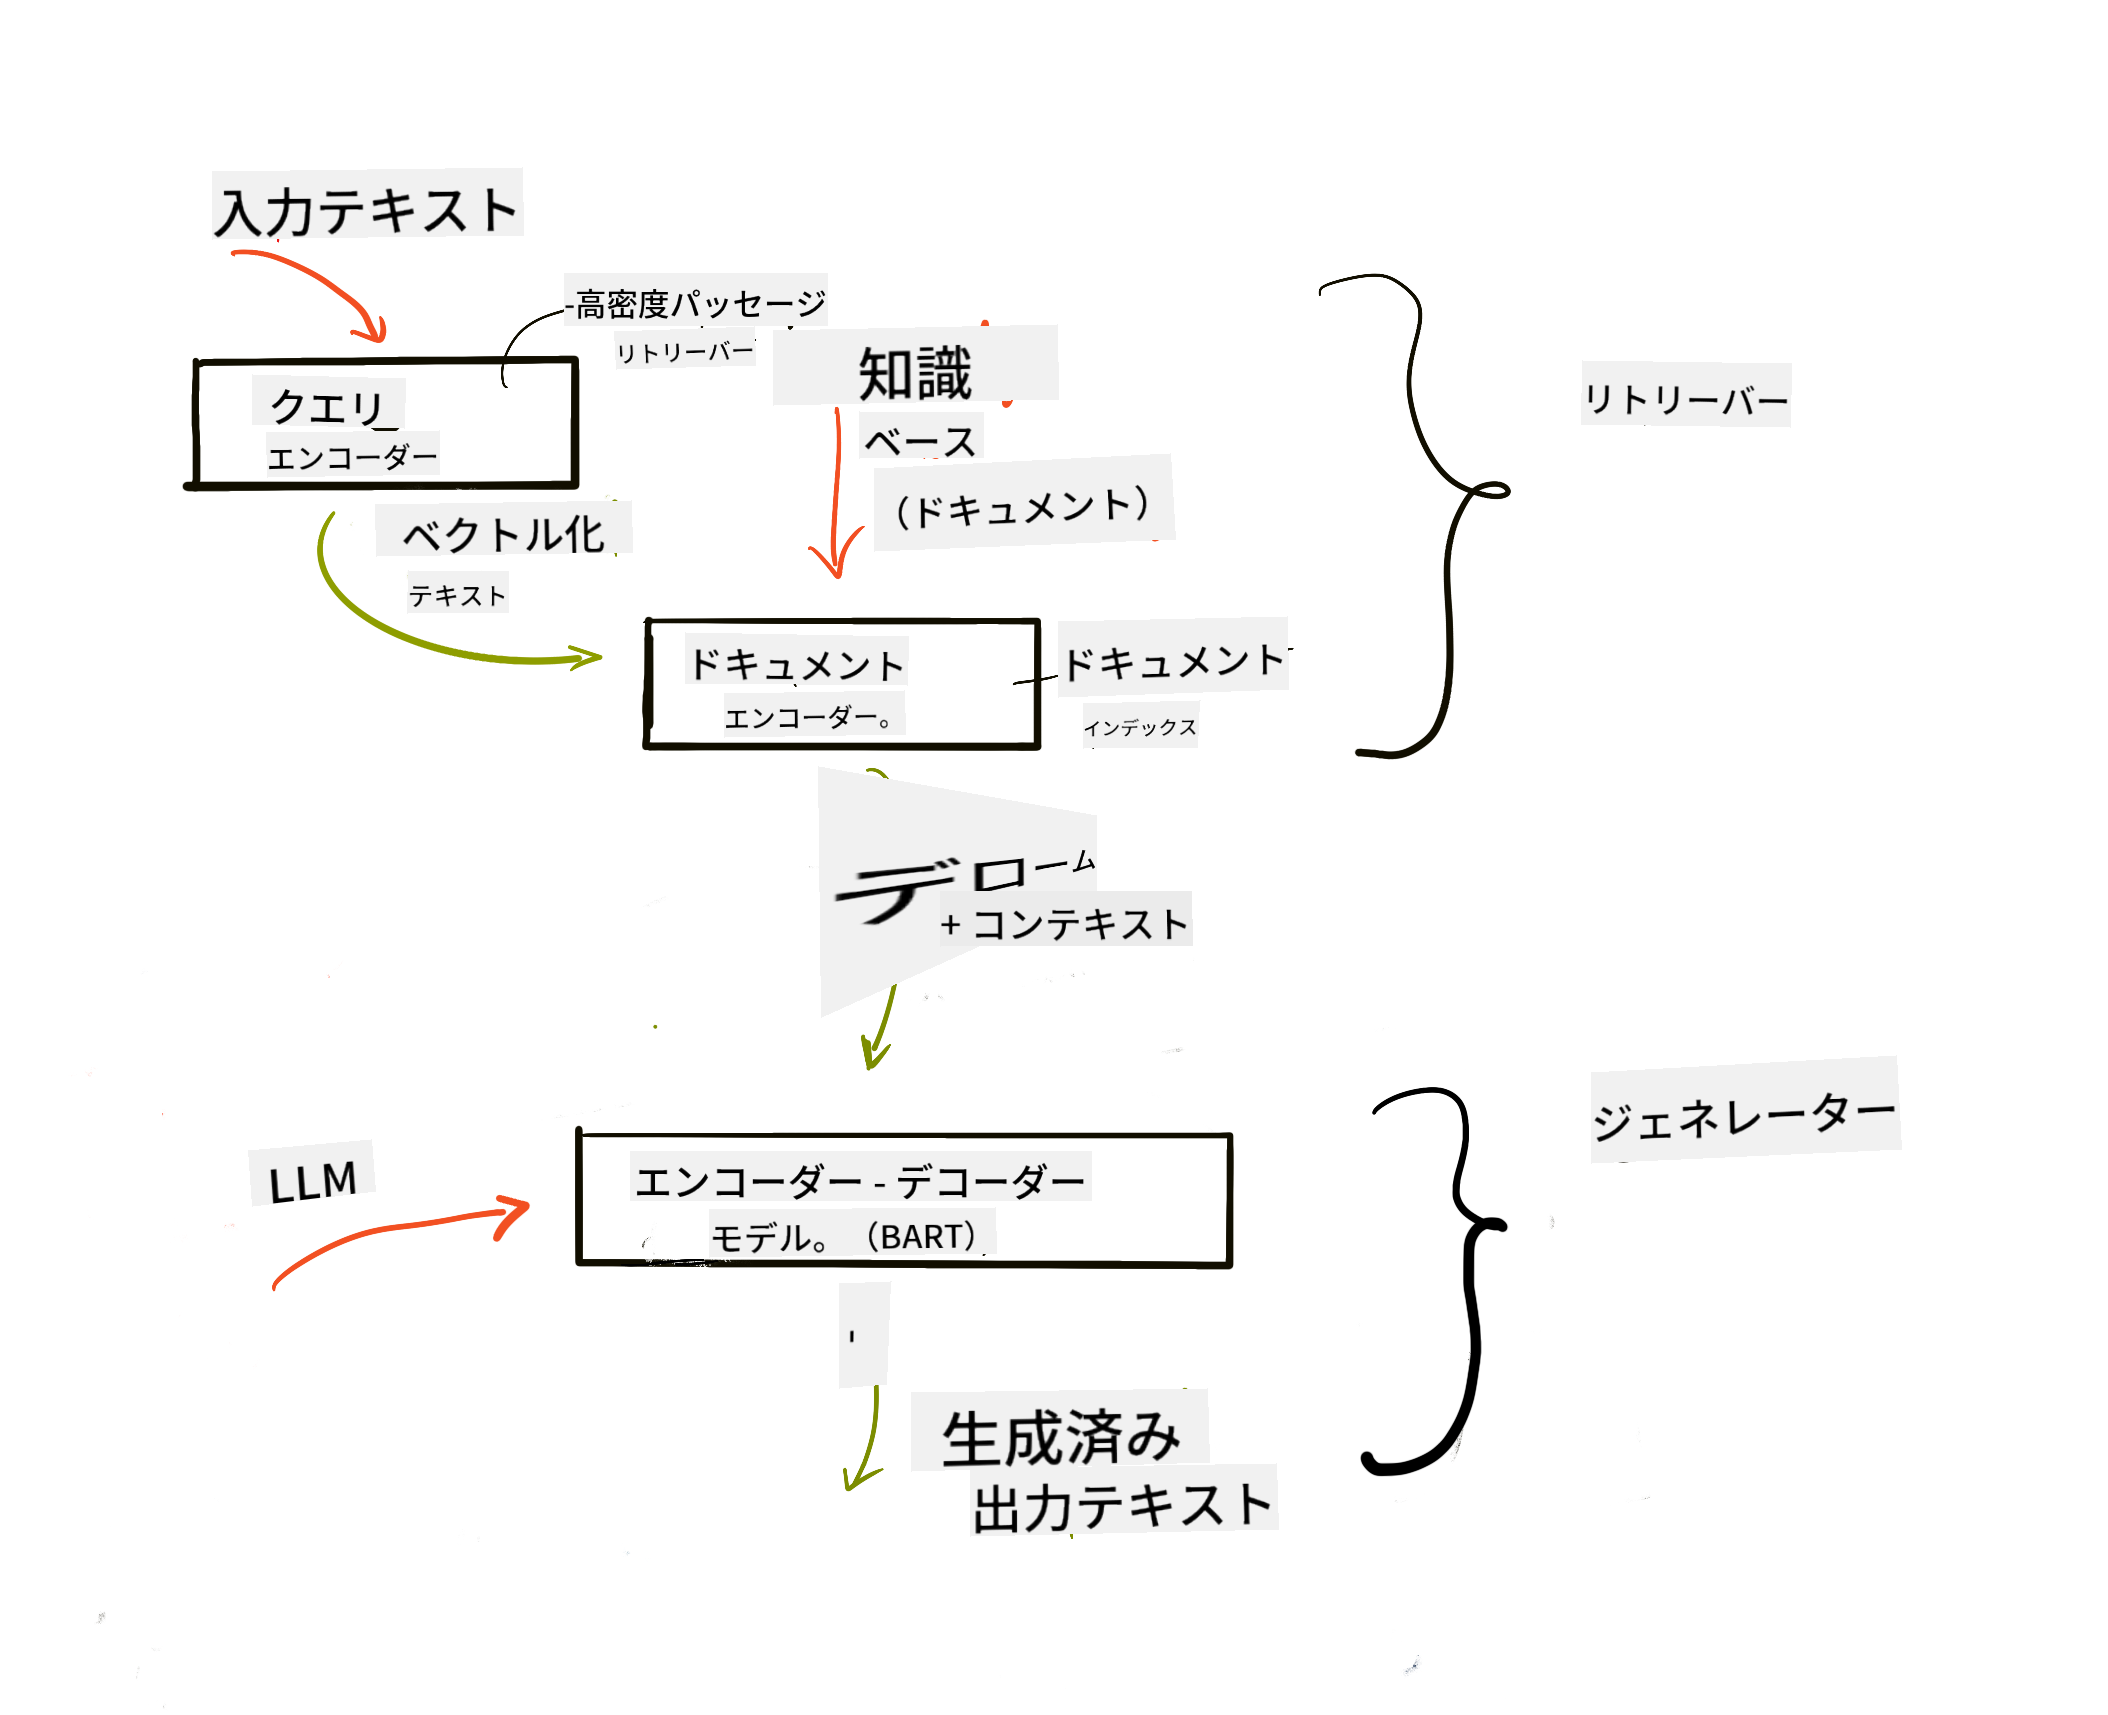 入力テキスト
-高密度パッセージ
リトリーバー
クエリ
エンコーダー
知識
ベース
（ドキュメント）
リトリーバー
ベクトル化
テキスト
ドキュメント
エンコーダー。
ドキュメント
インデックス
デローム
+ コンテキスト
LLM
エンコーダー - デコーダー
モデル。（BART）
ジェネレーター
生成済み
出力テキスト